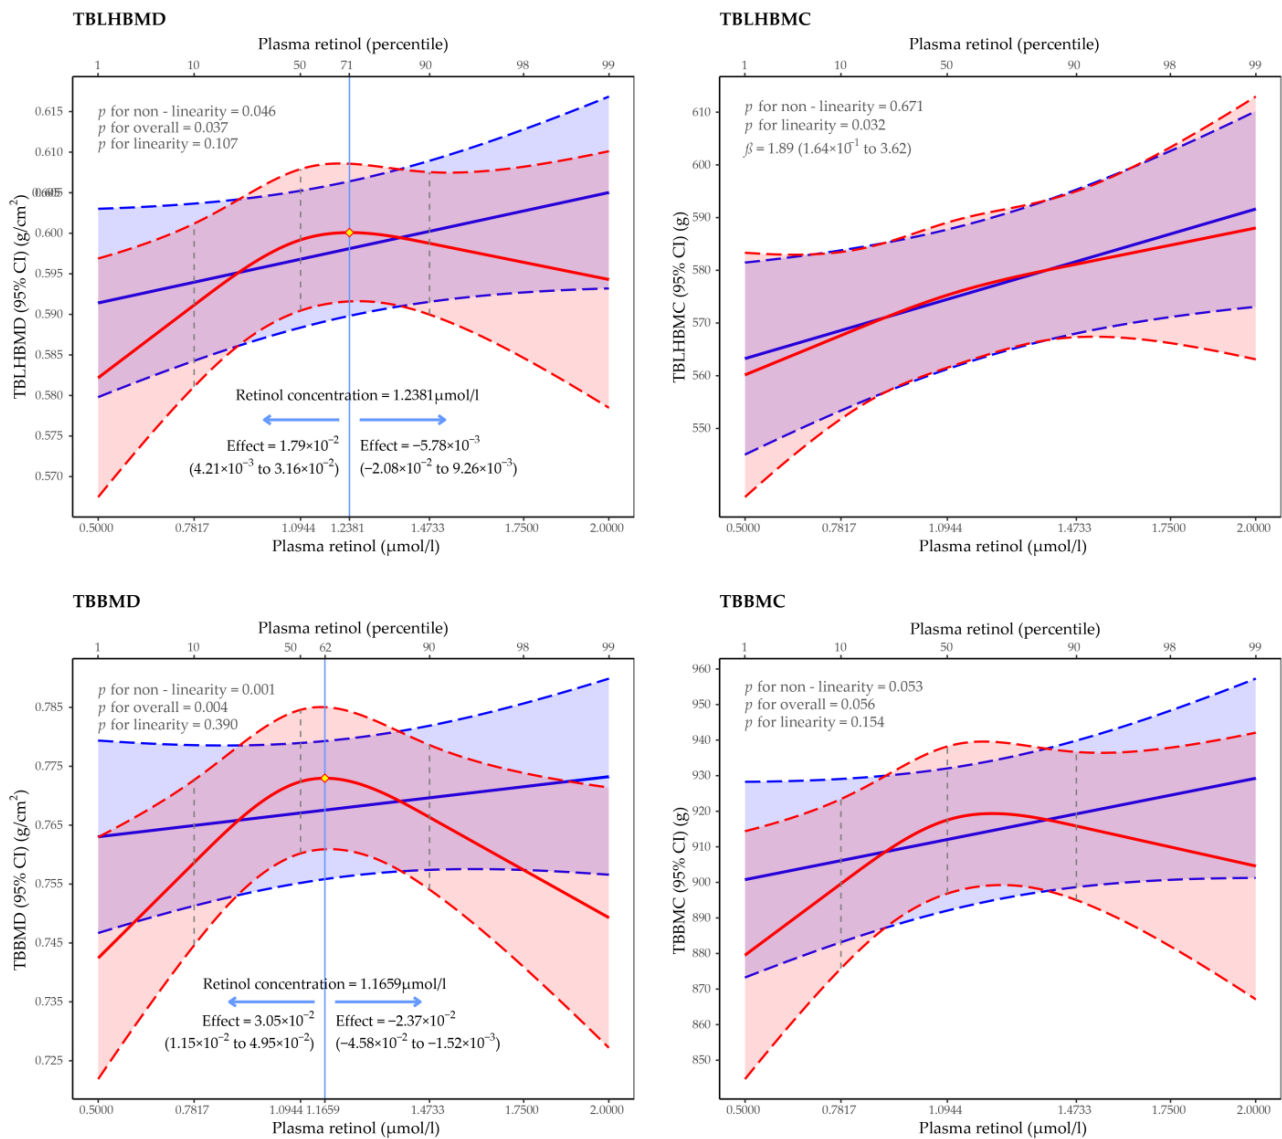 TBLHBMD
Plasma retinol (percentile)
1 10 50 71 90 98 99
p for non - linearity = 0.046
p for overall = 0.037
p for linearity = 0.107
TBLHBMD (95% CI) (g/cm²)
0.615
0.610
0.605
0.600
0.595
0.590
0.585
0.580
0.575
0.570
Retinol concentration = 1.2381µmol/l
Effect = 1.79×10⁻² Effect = −5.78×10⁻³
(4.21×10⁻³ to 3.16×10⁻²) (−2.08×10⁻² to 9.26×10⁻³)
0.5000 0.7817 1.0944 1.2381 1.4733 1.7500 2.0000
Plasma retinol (µmol/l)
TBLHBMC
Plasma retinol (percentile)
1 10 50 90 98 99
p for non - linearity = 0.671
p for linearity = 0.032
ß = 1.89 (1.64×10⁻¹ to 3.62)
TBLHBMC (95% CI) (g)
610
600
590
580
570
560
550
0.5000 0.7817 1.0944 1.4733 1.7500 2.0000
Plasma retinol (µmol/l)
TBBMD
Plasma retinol (percentile)
1 10 50 62 90 98 99
p for non - linearity = 0.001
p for overall = 0.004
p for linearity = 0.390
TBBMD (95% CI) (g/cm²)
0.785
0.775
0.765
0.755
0.745
0.735
0.725
Retinol concentration = 1.1659µmol/l
Effect = 3.05×10⁻² Effect = −2.37×10⁻²
(1.15×10⁻² to 4.95×10⁻²) (−4.58×10⁻² to −1.52×10⁻³)
0.5000 0.7817 1.0944 1.1659 1.4733 1.7500 2.0000
Plasma retinol (µmol/l)
TBBMC
Plasma retinol (percentile)
1 10 50 90 98 99
p for non - linearity = 0.053
p for overall = 0.056
p for linearity = 0.154
TBBMC (95% CI) (g)
960
950
940
930
920
910
900
890
880
870
860
850
0.5000 0.7817 1.0944 1.4733 1.7500 2.0000
Plasma retinol (µmol/l)